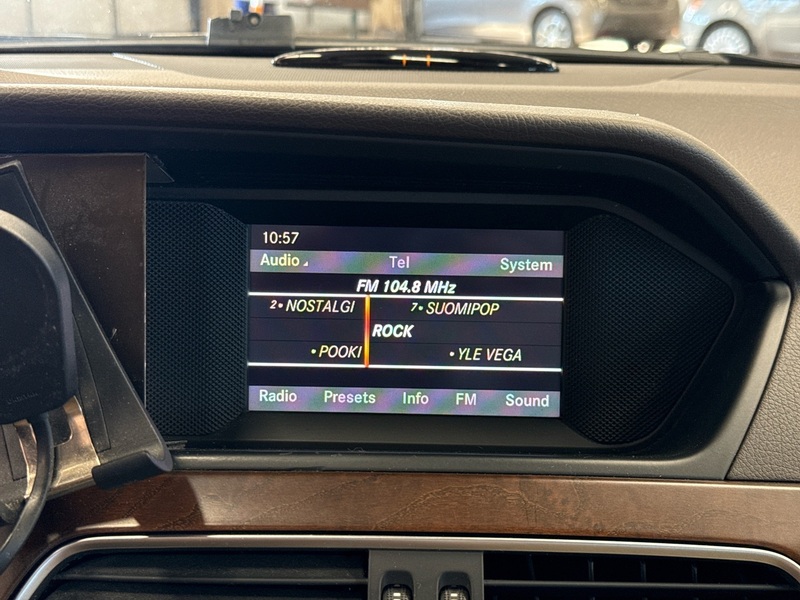 10:57
Audio Tel System
FM 104.8 MHz
2• NOSTALGI 7• SUOMIPOP
ROCK
• POOKI • YLE VEGA
Radio Presets Info FM Sound